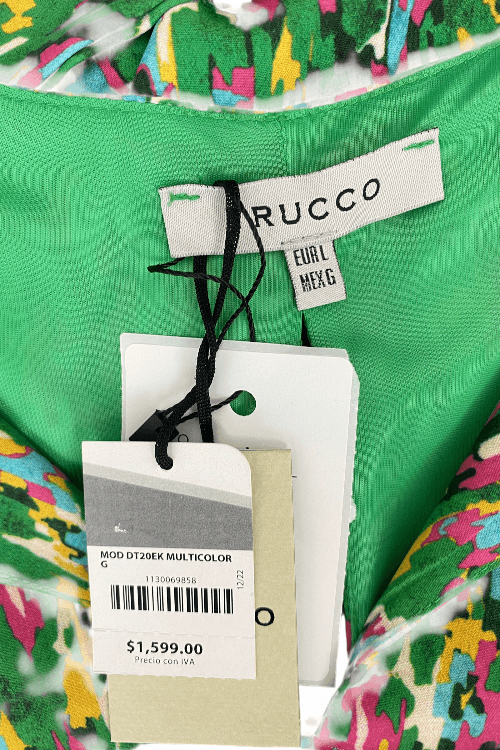 RUCCO
EUR L
MEX G
O
MOD DT20EK MULTICOLOR
G
1130069858
12/22
O
$1,599.00
Precio con IVA